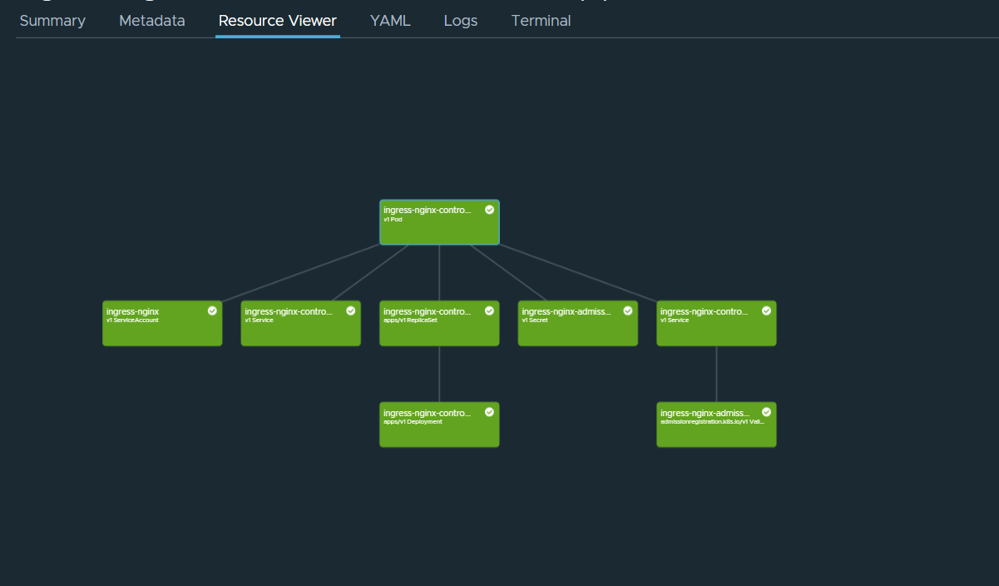 Summary
Metadata
Resource Viewer
YAML
Logs
Terminal
ingress-nginx-contro...
v1 Pod
ingress-nginx
v1 ServiceAccount
ingress-nginx-contro...
v1 Service
ingress-nginx-contro...
apps/v1 ReplicaSet
ingress-nginx-admiss...
v1 Secret
ingress-nginx-contro...
v1 Service
ingress-nginx-contro...
apps/v1 Deployment
ingress-nginx-admiss...
admissionregistration.k8s.io/v1 Vali...